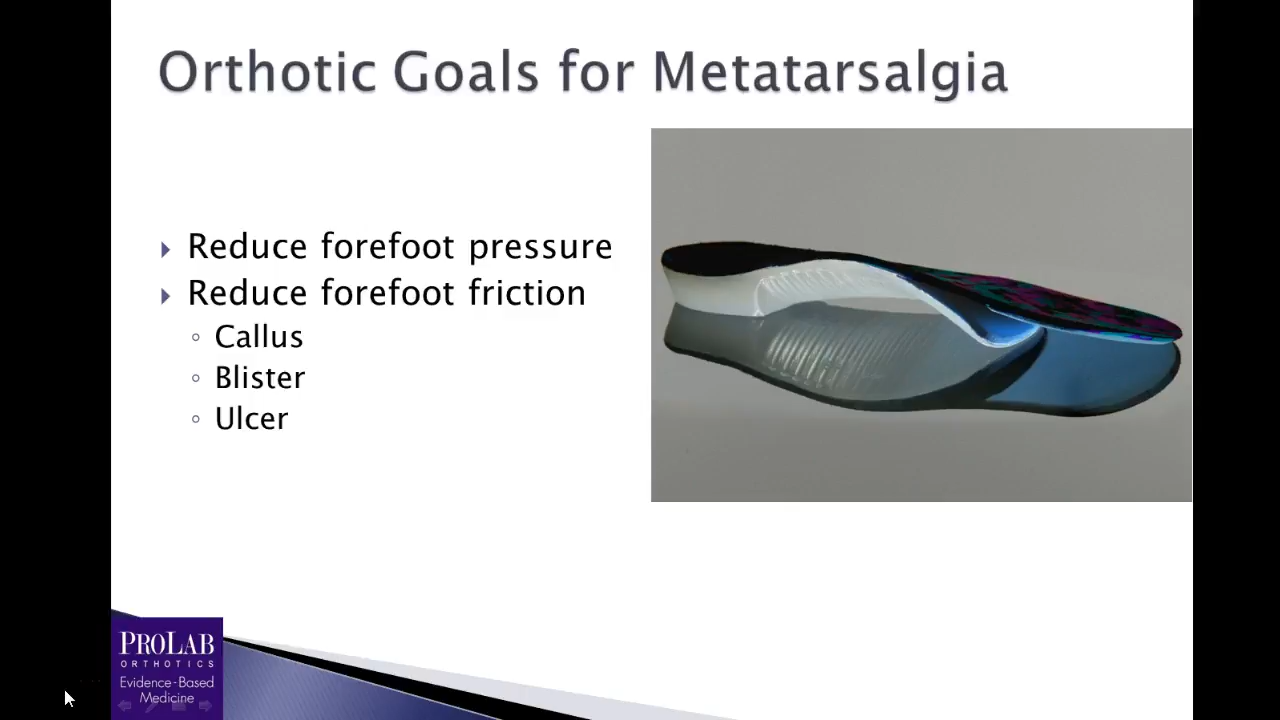 Orthotic Goals for Metatarsalgia
Reduce forefoot pressure
Reduce forefoot friction
Callus
Blister
Ulcer
PROLAB
ORTHOTICS
Evidence-Based
Medicine